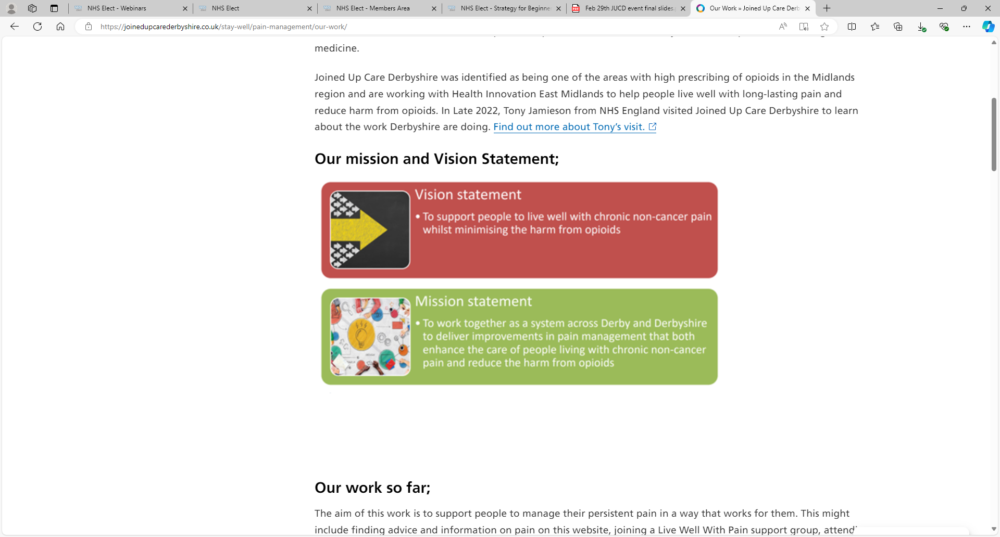 NHS Elect - Webinars
NHS Elect
NHS Elect - Members Area
NHS Elect - Strategy for Beginne
Feb 29th JUCD event final slides.
Our Work » Joined Up Care Derb
https://joinedupcarederbyshire.co.uk/stay-well/pain-management/our-work/
medicine.
Joined Up Care Derbyshire was identified as being one of the areas with high prescribing of opioids in the Midlands
region and are working with Health Innovation East Midlands to help people live well with long-lasting pain and
reduce harm from opioids. In Late 2022, Tony Jamieson from NHS England visited Joined Up Care Derbyshire to learn
about the work Derbyshire are doing. Find out more about Tony’s visit.
Our mission and Vision Statement;
Vision statement
• To support people to live well with chronic non-cancer pain
whilst minimising the harm from opioids
Mission statement
• To work together as a system across Derby and Derbyshire
to deliver improvements in pain management that both
enhance the care of people living with chronic non-cancer
pain and reduce the harm from opioids
Our work so far;
The aim of this work is to support people to manage their persistent pain in a way that works for them. This might
include finding advice and information on pain on this website, joining a Live Well With Pain support group, attendi